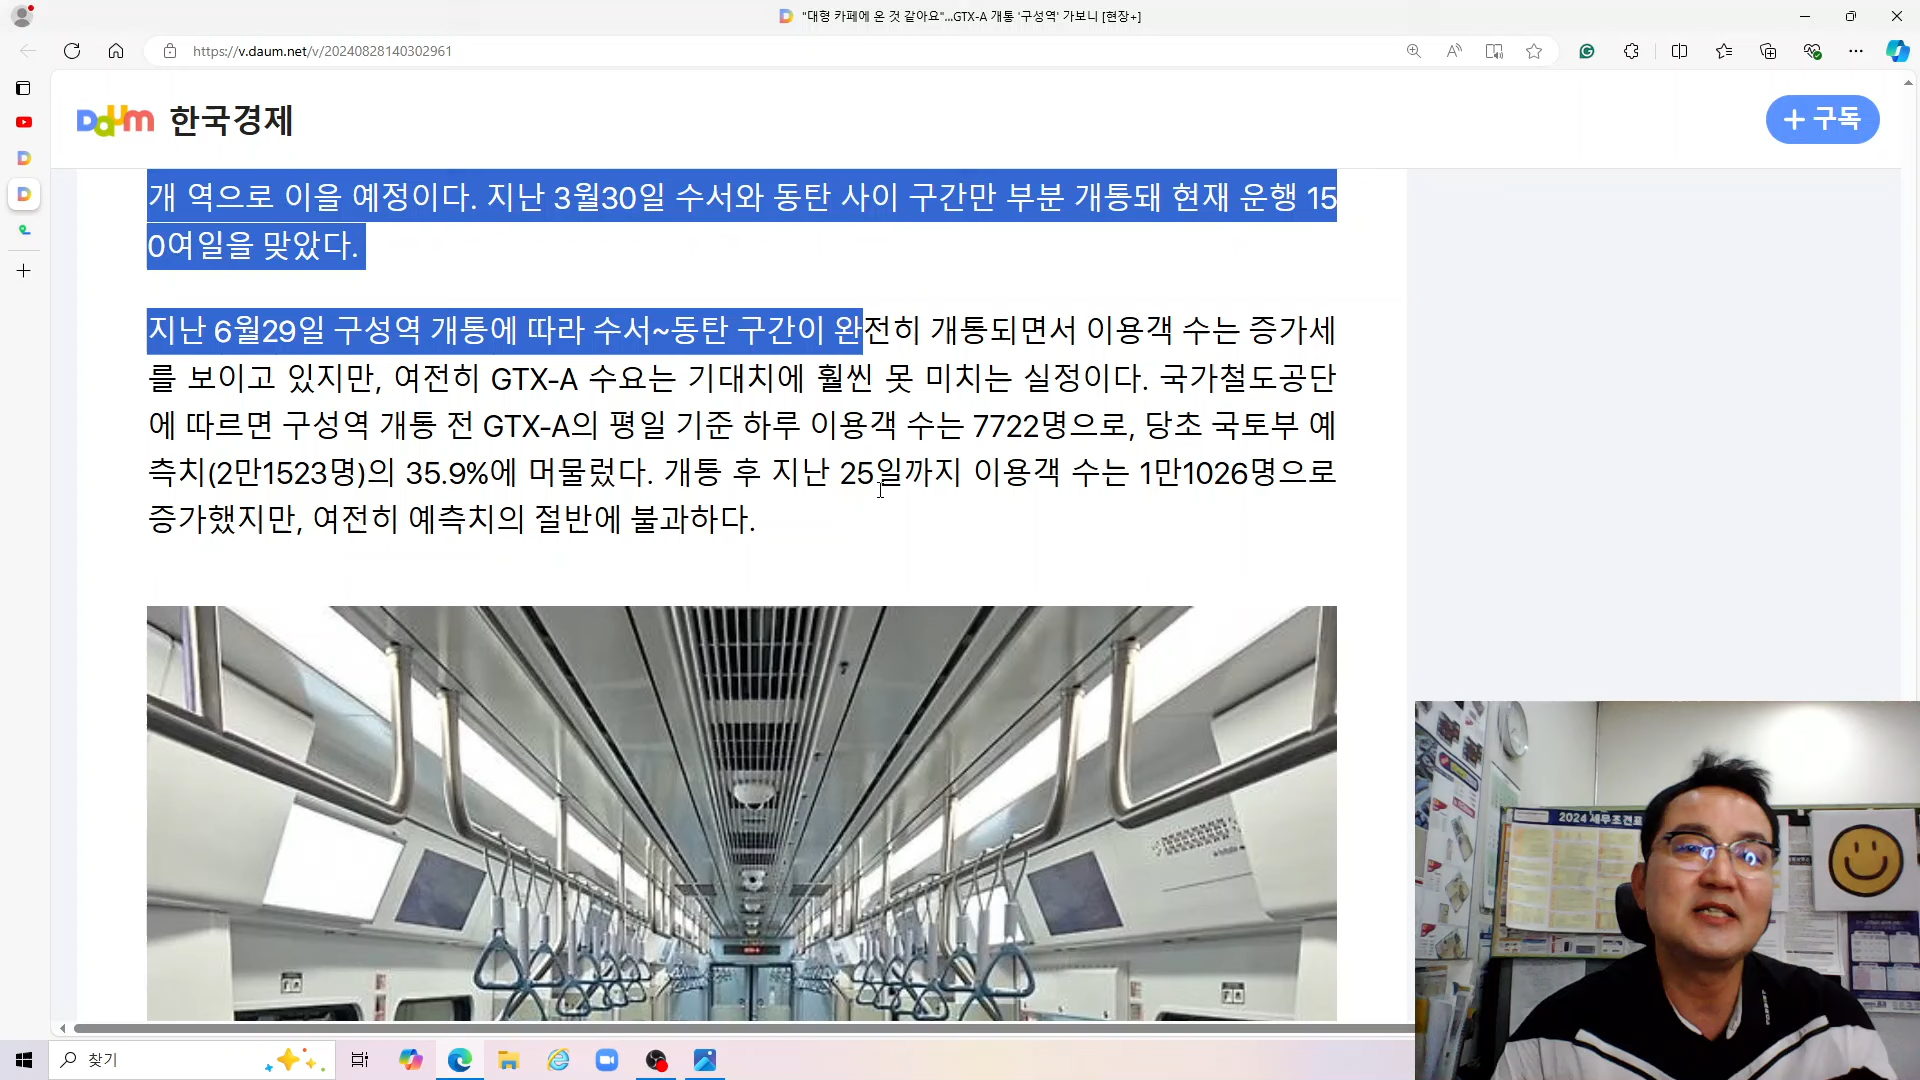 "대형 카페에 온 것 같아요"...GTX-A 개통 '구성역' 가보니 [현장+]
https://v.daum.net/v/20240828140302961
Daum 한국경제
+ 구독
개 역으로 이을 예정이다. 지난 3월30일 수서와 동탄 사이 구간만 부분 개통돼 현재 운행 15
0여일을 맞았다.
지난 6월29일 구성역 개통에 따라 수서~동탄 구간이 완전히 개통되면서 이용객 수는 증가세
를 보이고 있지만, 여전히 GTX-A 수요는 기대치에 훨씬 못 미치는 실정이다. 국가철도공단
에 따르면 구성역 개통 전 GTX-A의 평일 기준 하루 이용객 수는 7722명으로, 당초 국토부 예
측치(2만1523명)의 35.9%에 머물렀다. 개통 후 지난 25일까지 이용객 수는 1만1026명으로
증가했지만, 여전히 예측치의 절반에 불과하다.
2024 세무조견표
찾기